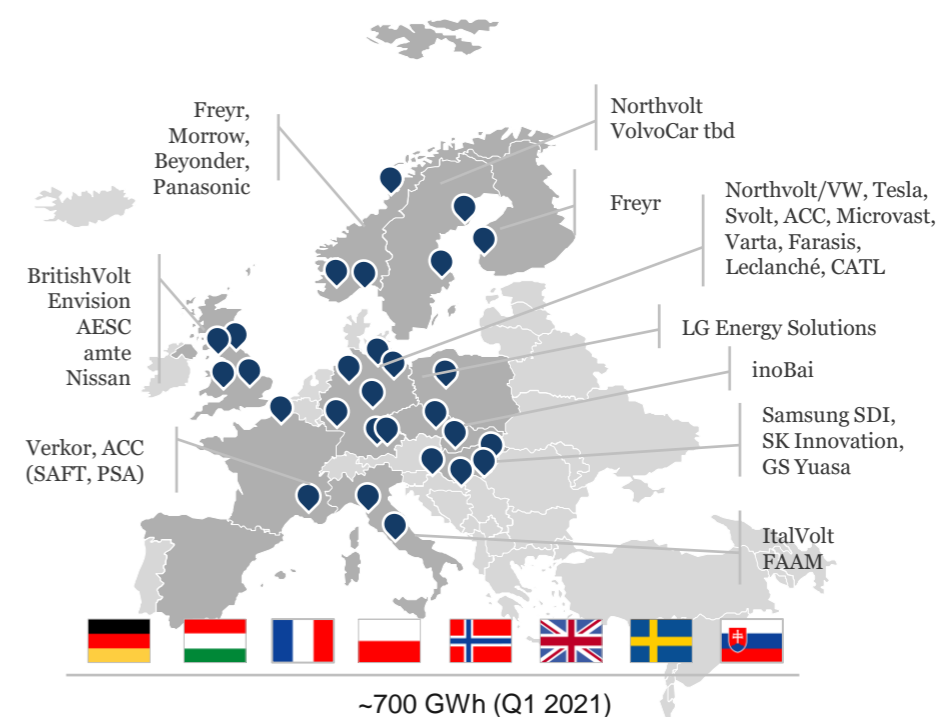 Freyr,
Morrow,
Beyonder,
Panasonic
Northvolt
VolvoCar tbd
Freyr
Northvolt/VW, Tesla,
Svolt, ACC, Microvast,
Varta, Farasis,
Leclanché, CATL
BritishVolt
Envision
AESC
amte
Nissan
LG Energy Solutions
inoBai
Samsung SDI,
SK Innovation,
GS Yuasa
Verkor, ACC
(SAFT, PSA)
ItalVolt
FAAM
~700 GWh (Q1 2021)